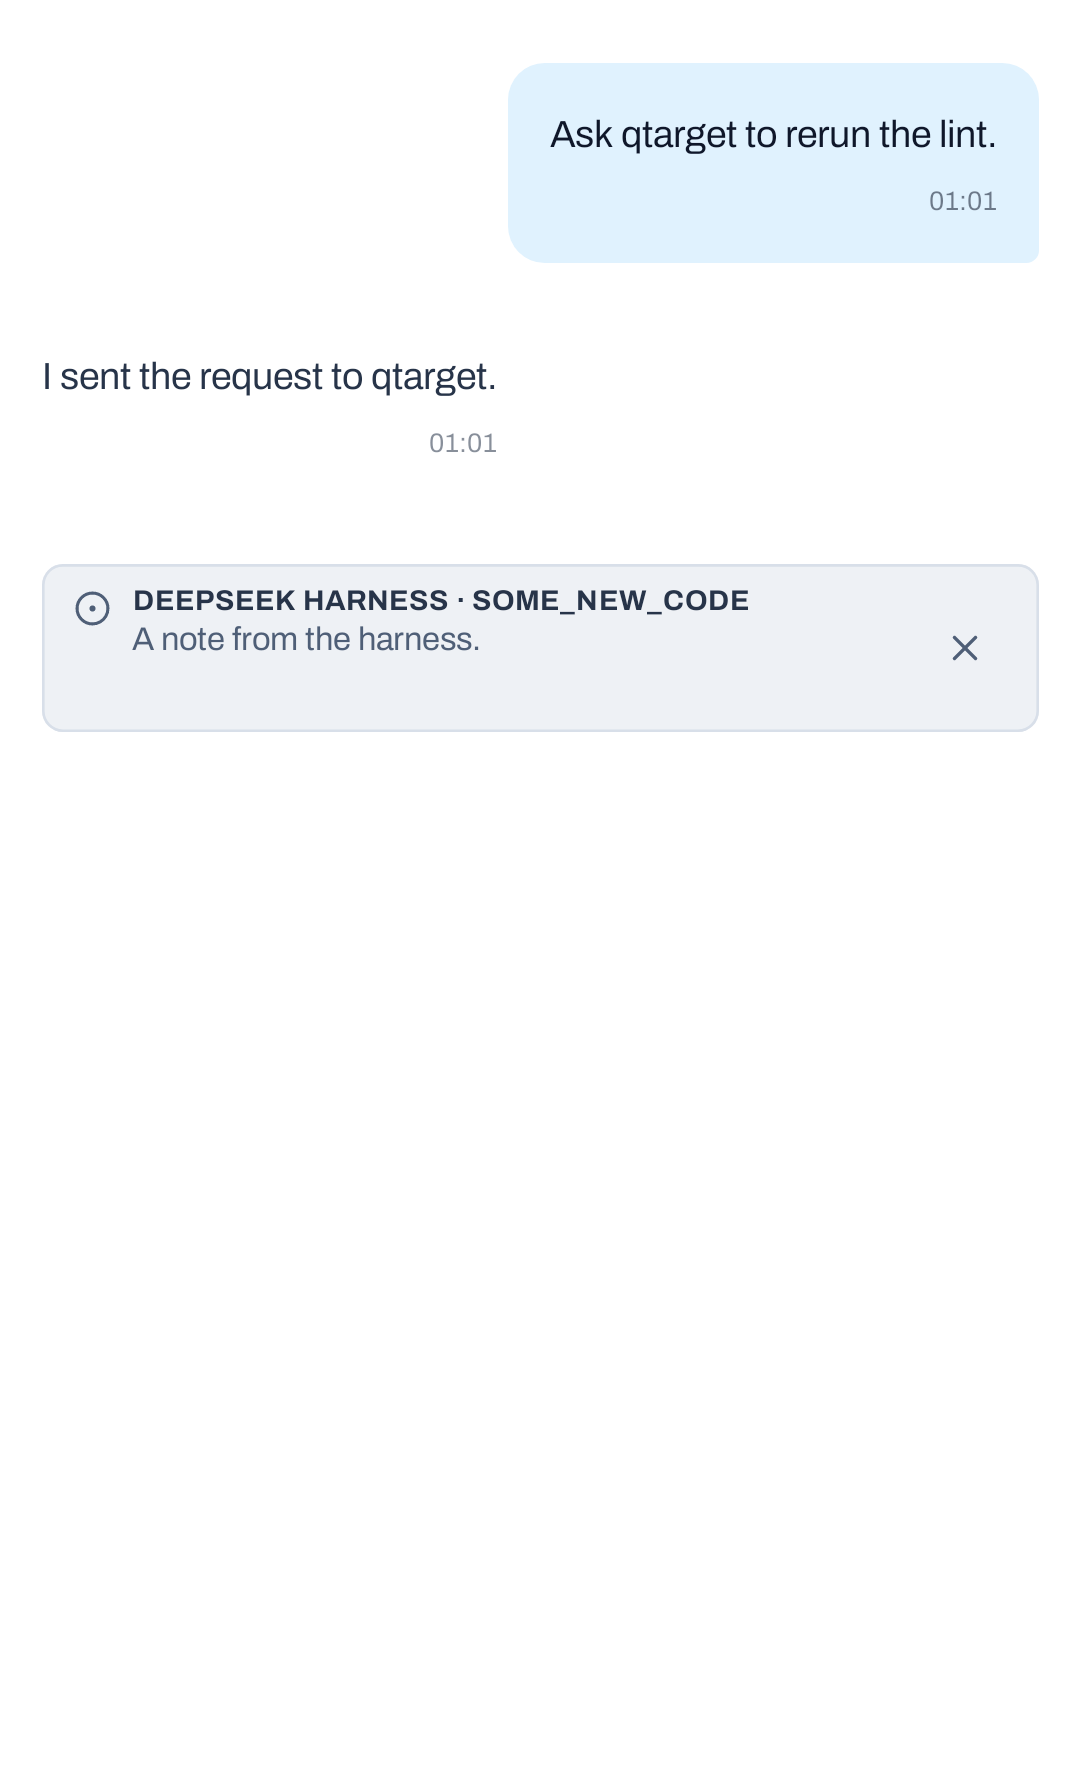 Ask qtarget to rerun the lint.
01:01
I sent the request to qtarget.
01:01
DEEPSEEK HARNESS · SOME_NEW_CODE
A note from the harness.